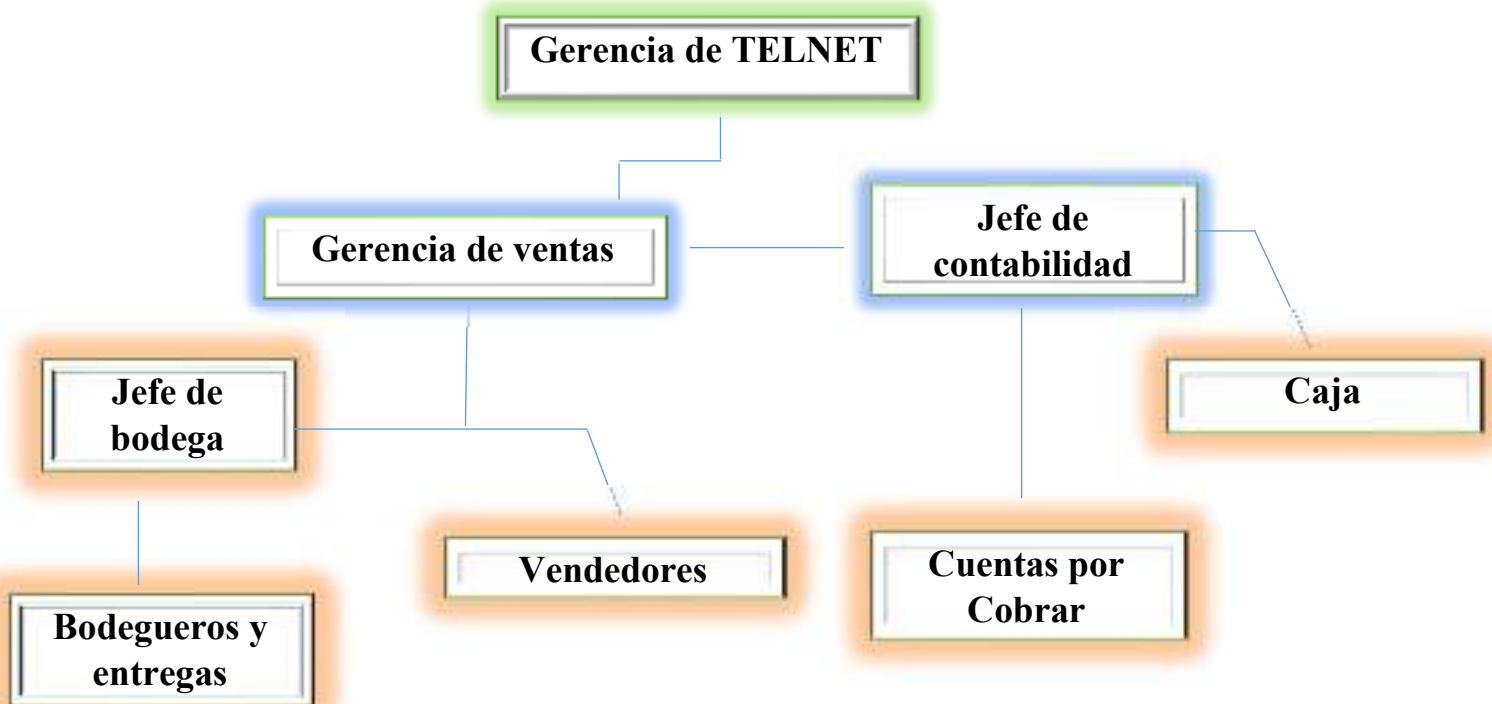 Gerencia de TELNET
Gerencia de ventas
Jefe de
contabilidad
Jefe de
bodega
Caja
Vendedores
Cuentas por
Cobrar
Bodegueros y
entregas